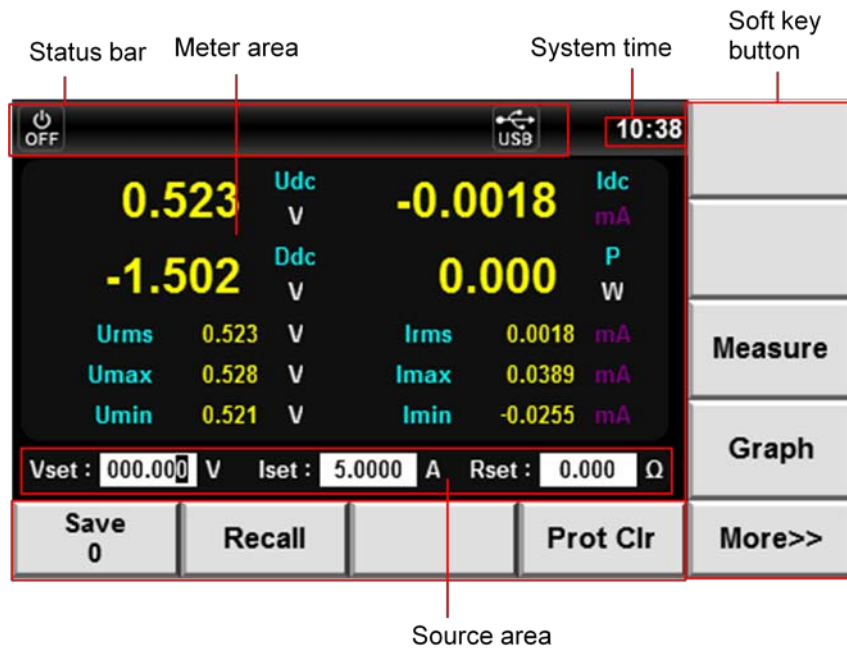 Status bar
Meter area
System time
Soft key
button
OFF
USB
10:38
0.523 Udc V
-0.0018 Idc mA
-1.502 Ddc V
0.000 P W
Urms 0.523 V Irms 0.0018 mA
Umax 0.528 V Imax 0.0389 mA
Umin 0.521 V Imin -0.0255 mA
Vset : 000.000 V Iset : 5.0000 A Rset : 0.000 Ω
Measure
Graph
Save
0
Recall
Prot Clr
More>>
Source area